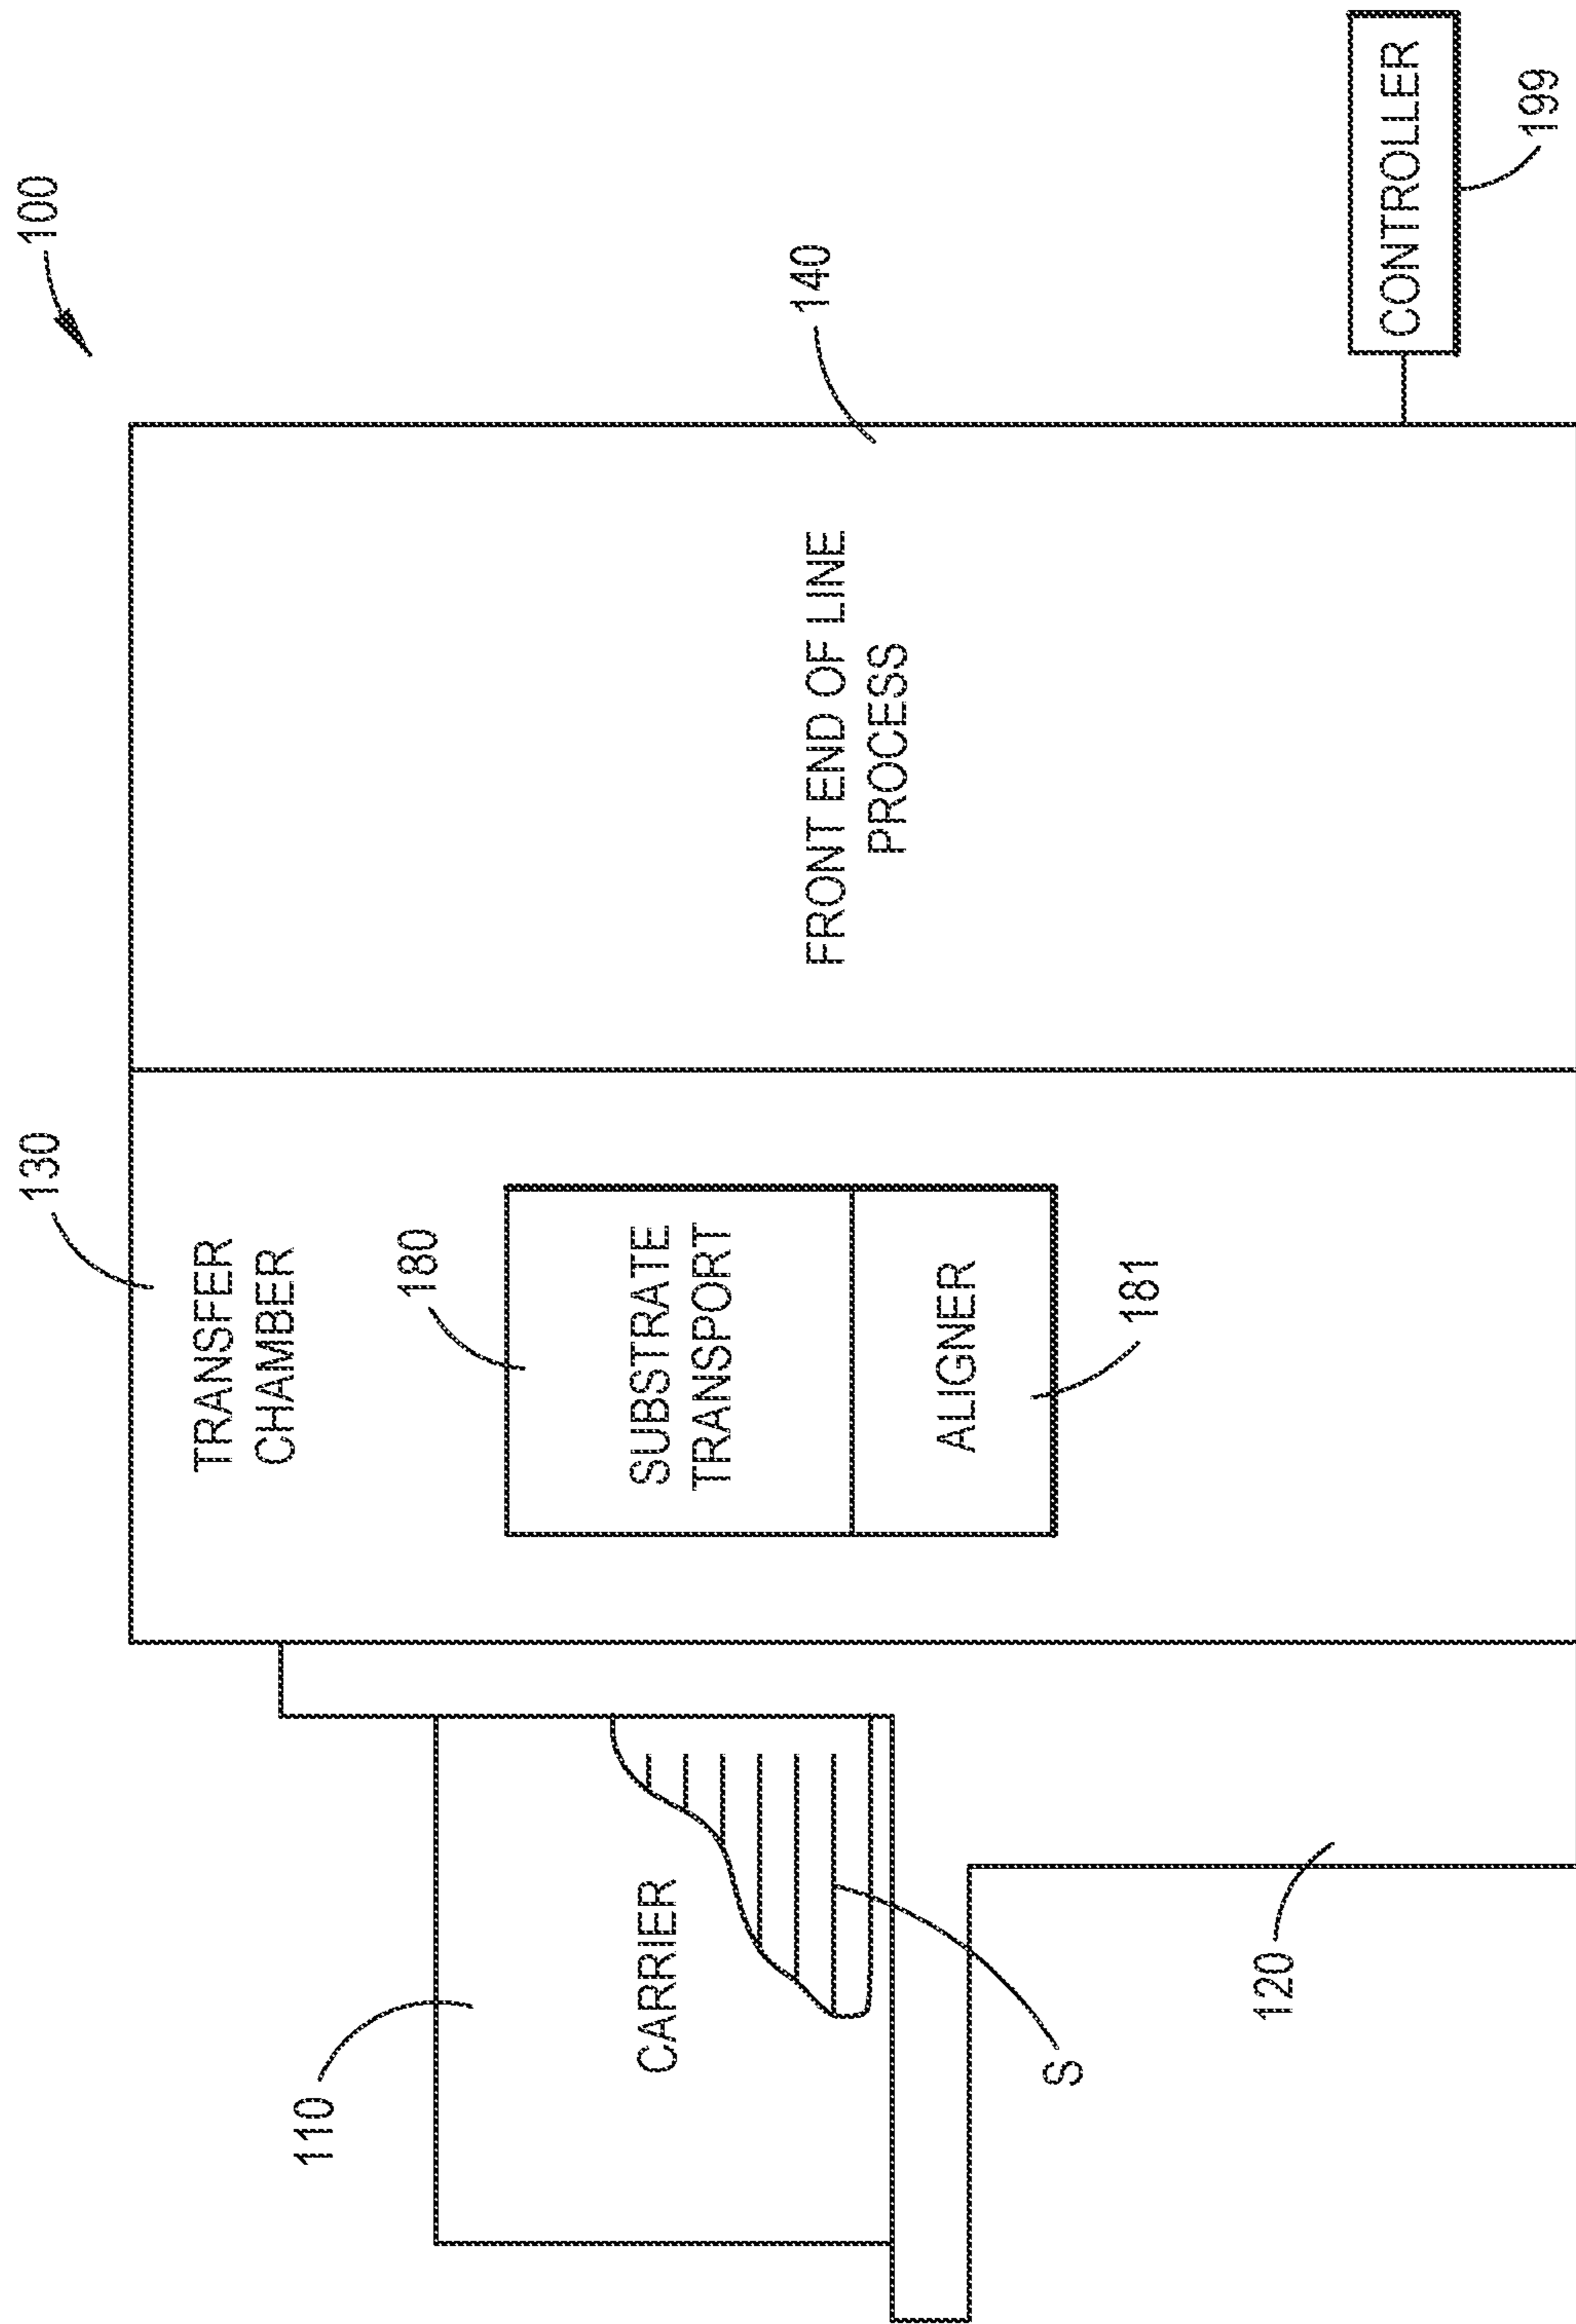 100
130
140
TRANSFER
CHAMBER
110
180
SUBSTRATE
TRANSPORT
FRONT END OF LINE
PROCESS
CARRIER
ALIGNER
181
S
120
CONTROLLER
199